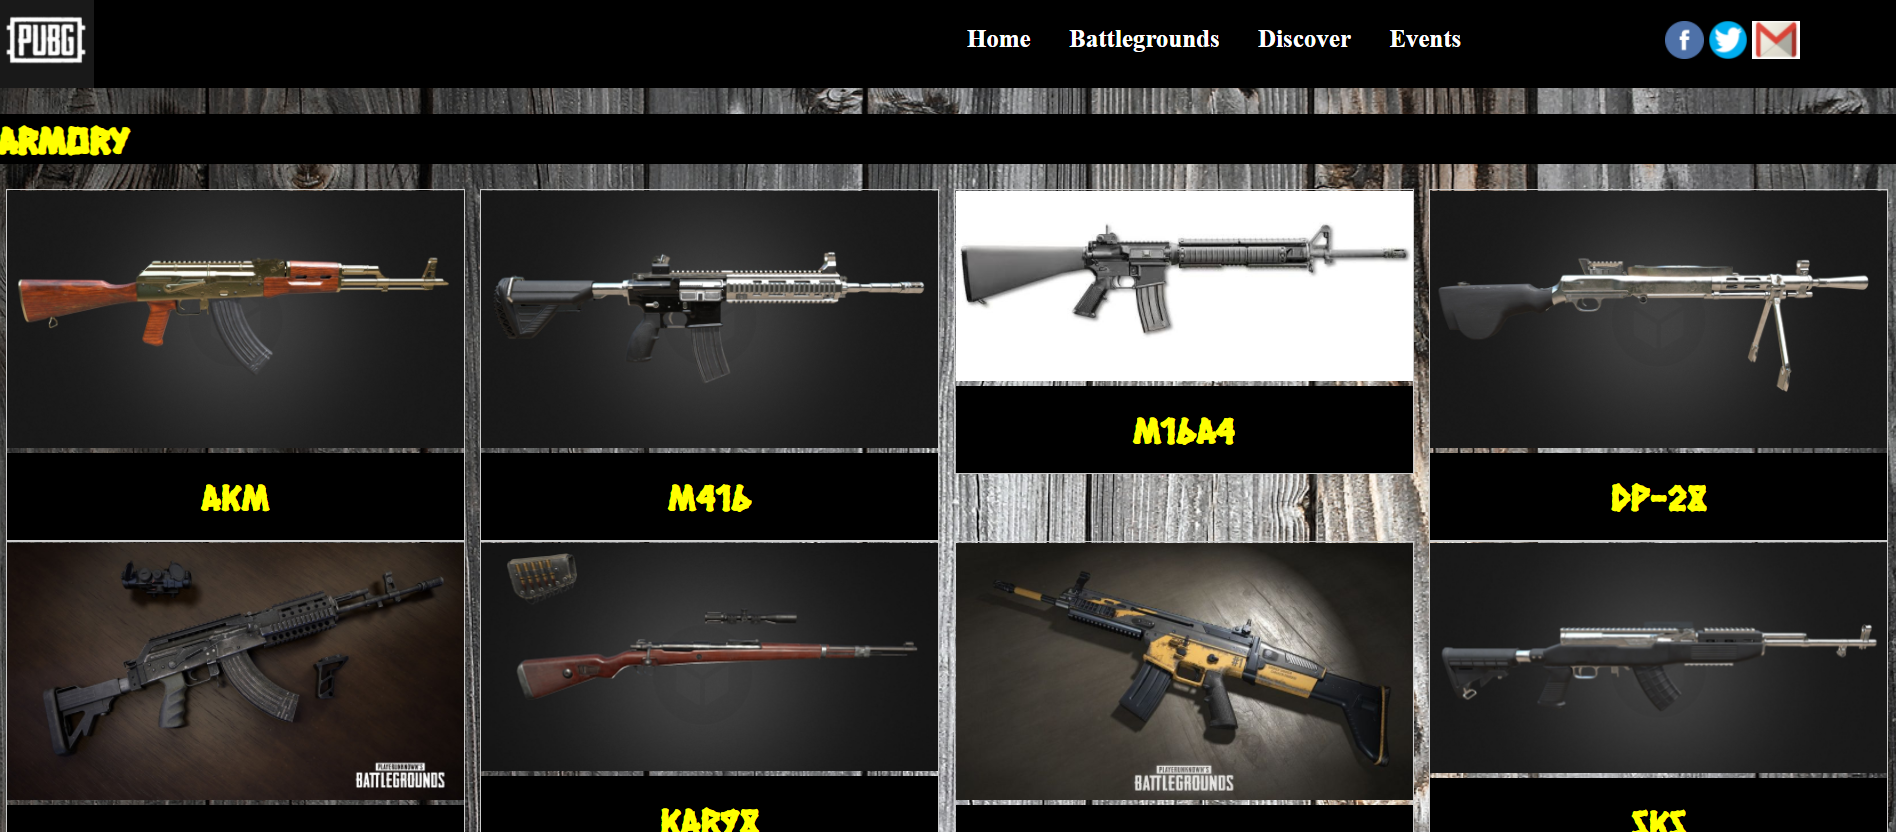 PUBG
Home Battlegrounds Discover Events
f
ARMORY
AKM
M416
M16A4
DP-28
PLAYERUNKNOWN'S
BATTLEGROUNDS
PLAYERUNKNOWN'S
BATTLEGROUNDS
KAR98
SKS